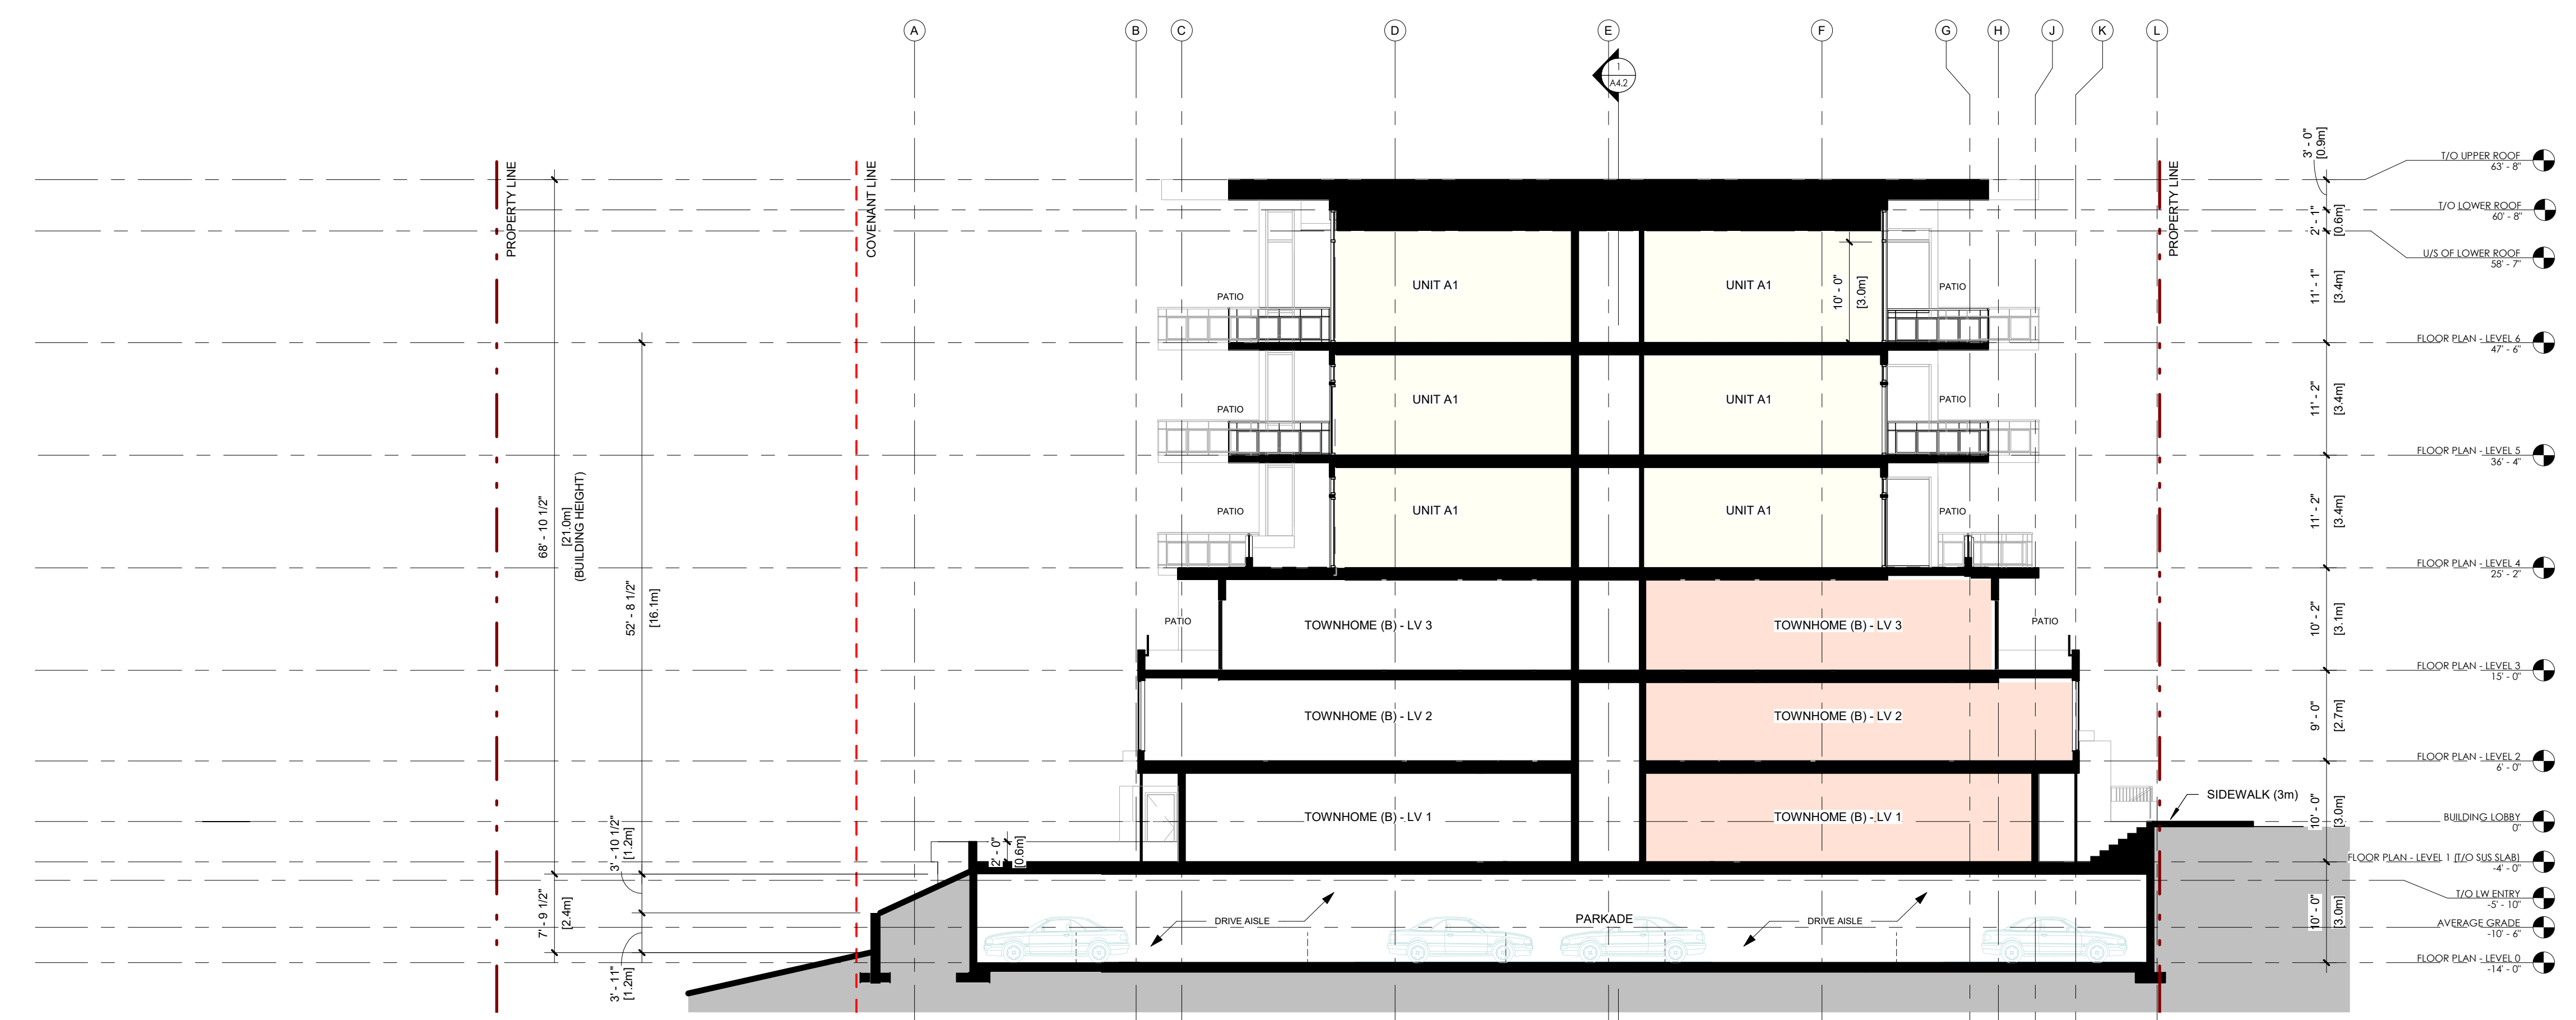 A
B
C
D
E
F
G
H
J
K
L
1
A4.2
PROPERTY LINE
COVENANT LINE
PROPERTY LINE
3' - 0"
[0.9m]
T/O UPPER ROOF
63' - 8"
2' - 1"
[0.6m]
T/O LOWER ROOF
60' - 8"
U/S OF LOWER ROOF
58' - 7"
UNIT A1
UNIT A1
10' - 0"
[3.0m]
PATIO
PATIO
11' - 1"
[3.4m]
FLOOR PLAN - LEVEL 6
47' - 6"
UNIT A1
UNIT A1
PATIO
PATIO
11' - 2"
[3.4m]
FLOOR PLAN - LEVEL 5
36' - 4"
68' - 10 1/2"
[21.0m]
(BUILDING HEIGHT)
52' - 8 1/2"
[16.1m]
UNIT A1
UNIT A1
PATIO
PATIO
11' - 2"
[3.4m]
FLOOR PLAN - LEVEL 4
25' - 2"
PATIO
TOWNHOME (B) - LV 3
TOWNHOME (B) - LV 3
PATIO
10' - 2"
[3.1m]
FLOOR PLAN - LEVEL 3
15' - 0"
TOWNHOME (B) - LV 2
TOWNHOME (B) - LV 2
9' - 0"
[2.7m]
FLOOR PLAN - LEVEL 2
6' - 0"
SIDEWALK (3m)
TOWNHOME (B) - LV 1
TOWNHOME (B) - LV 1
10' - 0"
[3.0m]
BUILDING LOBBY
0"
3' - 10 1/2"
[1.2m]
2' - 0"
[0.6m]
FLOOR PLAN - LEVEL 1 (T/O SUS SLAB)
-4' - 0"
T/O LW ENTRY
-5' - 10"
7' - 9 1/2"
[2.4m]
DRIVE AISLE
PARKADE
DRIVE AISLE
10' - 0"
[3.0m]
AVERAGE GRADE
-10' - 6"
3' - 11"
[1.2m]
FLOOR PLAN - LEVEL 0
-14' - 0"